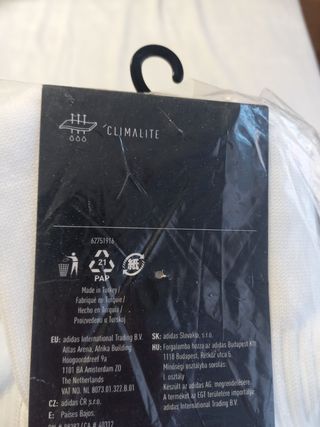 CLIMALITE
67751916
21
PAP
紙
Made in Turkey /
Fabriqué en Turquie /
Hecho en Turquía /
Proizvedeno u Turskoj
EU: adidas International Trading B.V.
Atlas Arena, Afrika Building
Hoogoorddreef 9a
1101 BA Amsterdam ZO
The Netherlands
VAT NO. NL 8073.01.322.B.01
CZ: adidas ČR s.r.o.
E: Países Bajos.
SK: adidas Slovakia, s.r.o.
HU: Forgalomba hozza az adidas Budapest Kft
1118 Budapest, Rétköz utca 5.
Minőségi osztályba sorolás:
I. osztály
Készült az adidas AG megrendelésére.
A terméket az EGT területére importálja:
adidas International Trading B.V.